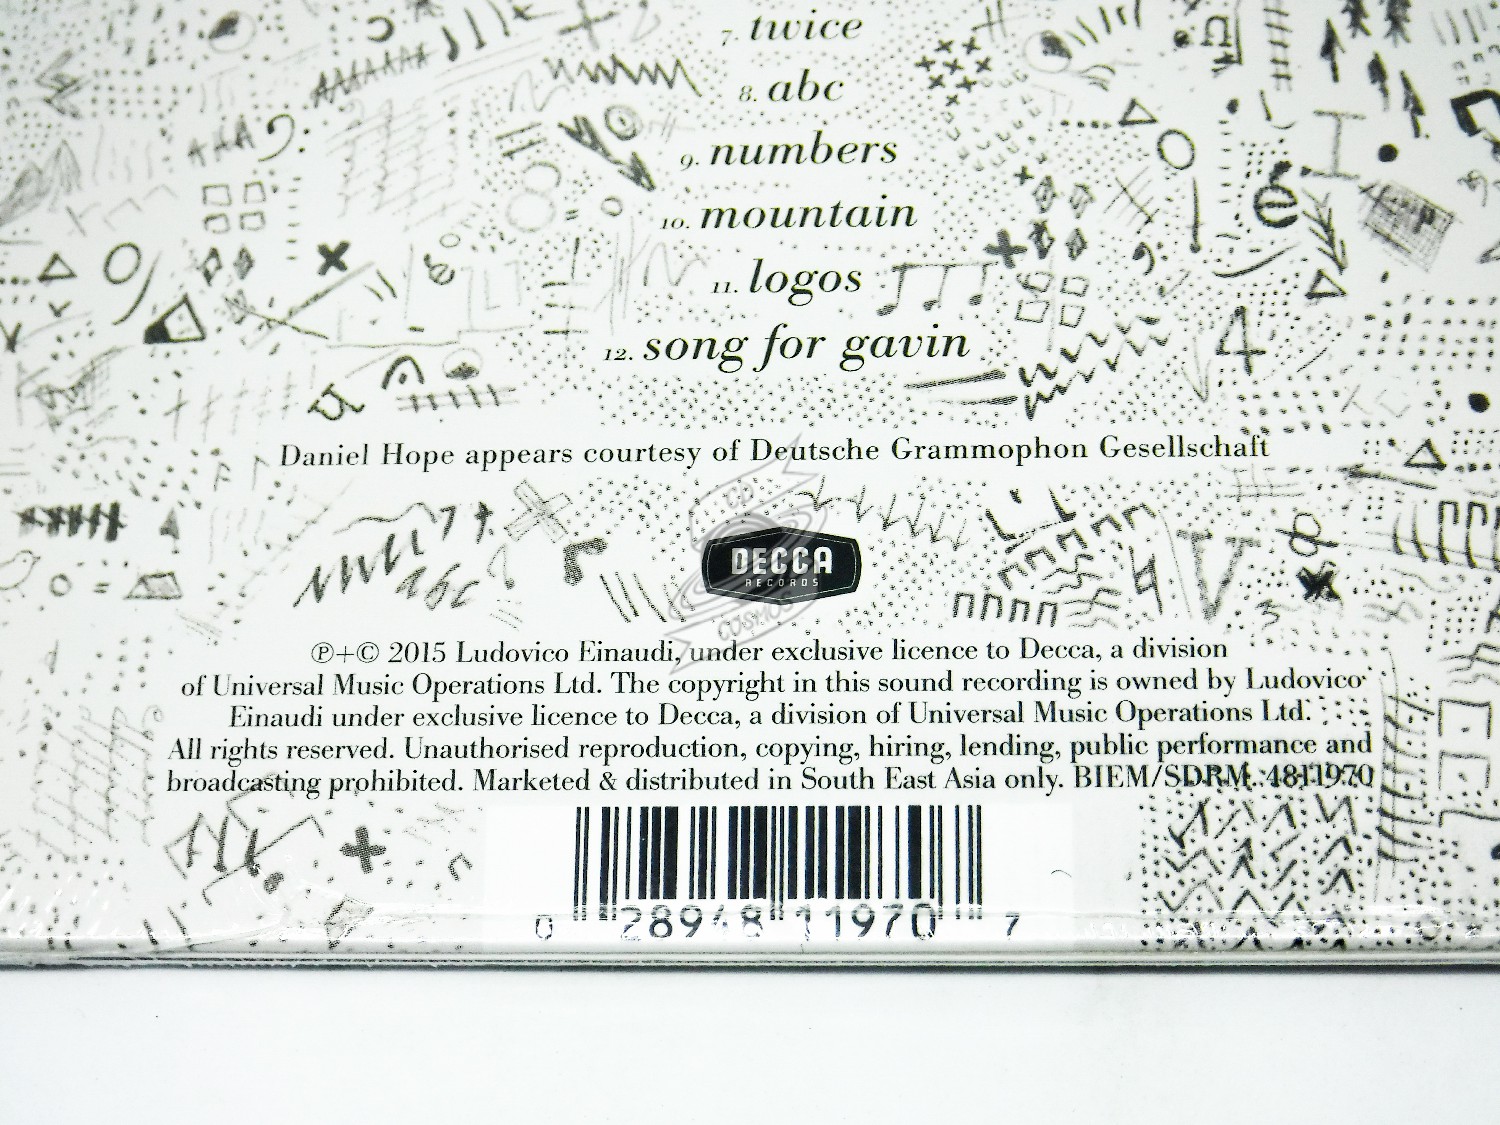 7. twice
8. abc
9. numbers
10. mountain
11. logos
12. song for gavin
Daniel Hope appears courtesy of Deutsche Grammophon Gesellschaft
CD
DECCA
RECORDS
COSMOS
abc
℗+© 2015 Ludovico Einaudi, under exclusive licence to Decca, a division
of Universal Music Operations Ltd. The copyright in this sound recording is owned by Ludovico
Einaudi under exclusive licence to Decca, a division of Universal Music Operations Ltd.
All rights reserved. Unauthorised reproduction, copying, hiring, lending, public performance and
broadcasting prohibited. Marketed & distributed in South East Asia only. BIEM/SDRM. 4811970
0 28948 11970 7